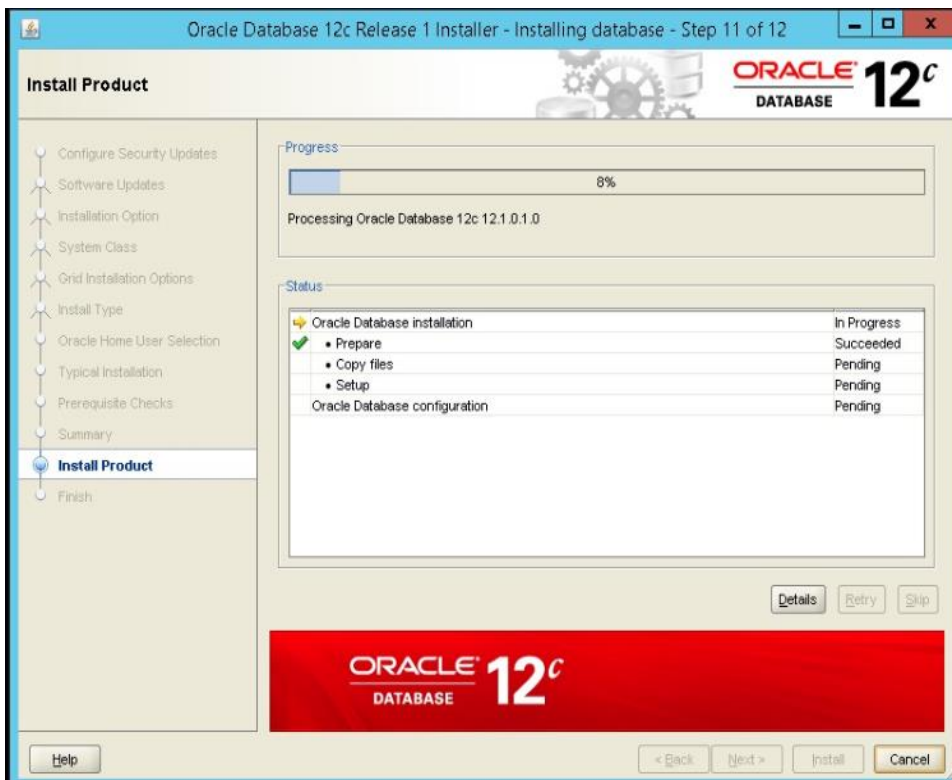 Oracle Database 12c Release 1 Installer - Installing database - Step 11 of 12
Install Product
ORACLE
DATABASE
12c
Configure Security Updates
Software Updates
Installation Option
System Class
Grid Installation Options
Install Type
Oracle Home User Selection
Typical Installation
Prerequisite Checks
Summary
Install Product
Finish
Progress
8%
Processing Oracle Database 12c 12.1.0.1.0
Status
Oracle Database installation In Progress
• Prepare Succeeded
• Copy files Pending
• Setup Pending
Oracle Database configuration Pending
Details Retry Skip
ORACLE
DATABASE
12c
Help < Back Next > Install Cancel